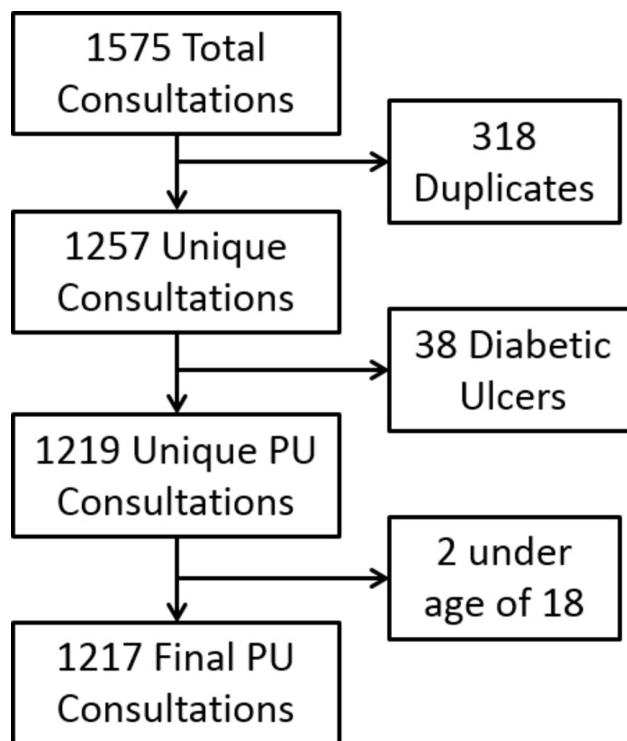 1575 Total
Consultations
318
Duplicates
1257 Unique
Consultations
38 Diabetic
Ulcers
1219 Unique PU
Consultations
2 under
age of 18
1217 Final PU
Consultations